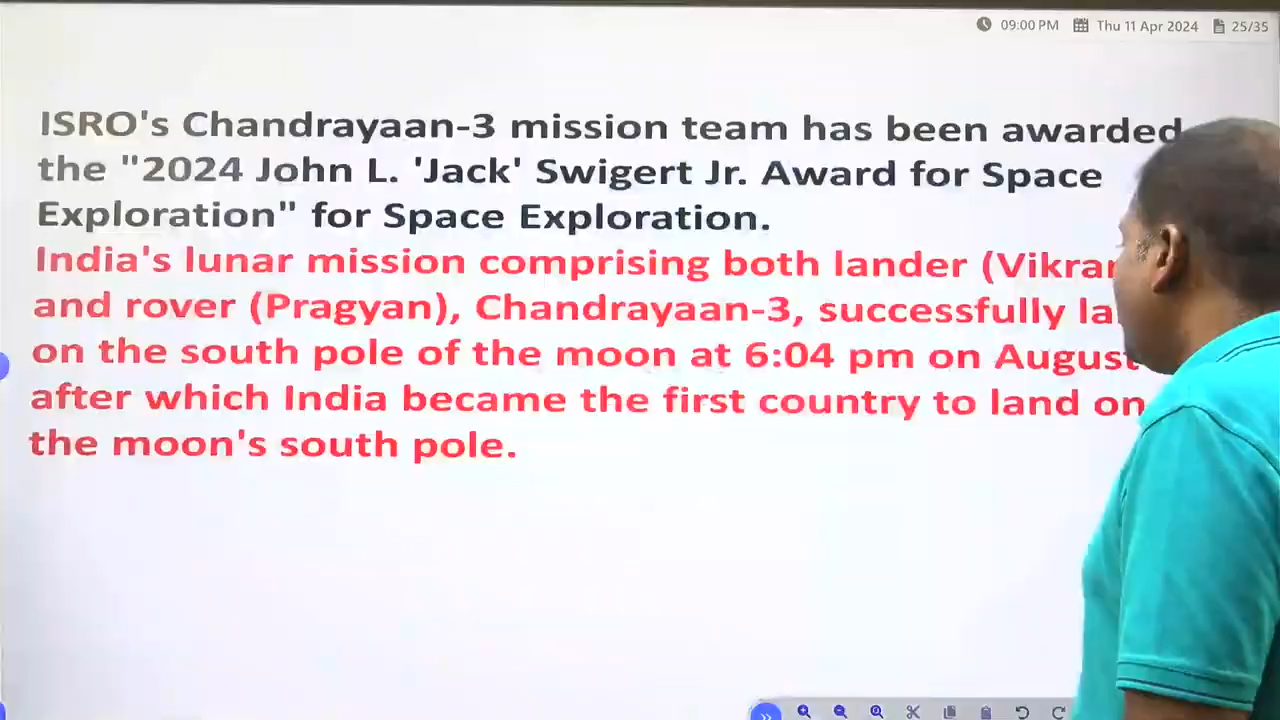 09:00 PM Thu 11 Apr 2024 25/35
ISRO's Chandrayaan-3 mission team has been awarded
the "2024 John L. 'Jack' Swigert Jr. Award for Space
Exploration" for Space Exploration.
India's lunar mission comprising both lander
and rover (Pragyan), Chandrayaan-3, successfully
on the south pole of the moon at 6:04 pm on August
after which India became the first country to land on
the moon's south pole.